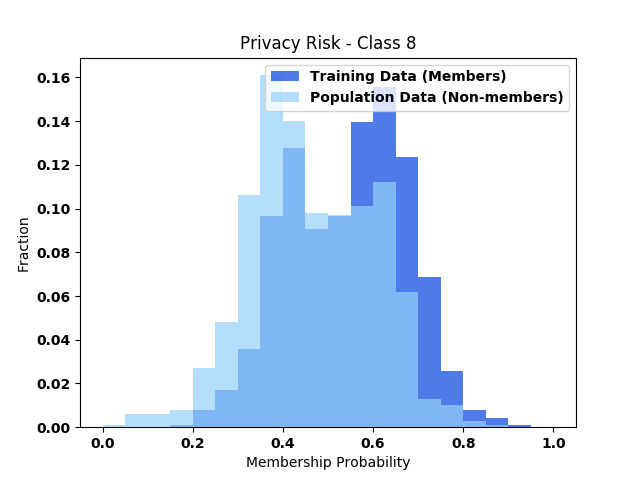 Privacy Risk - Class 8
Training Data (Members)
Population Data (Non-members)
Fraction
0.16
0.14
0.12
0.10
0.08
0.06
0.04
0.02
0.00
0.0 0.2 0.4 0.6 0.8 1.0
Membership Probability